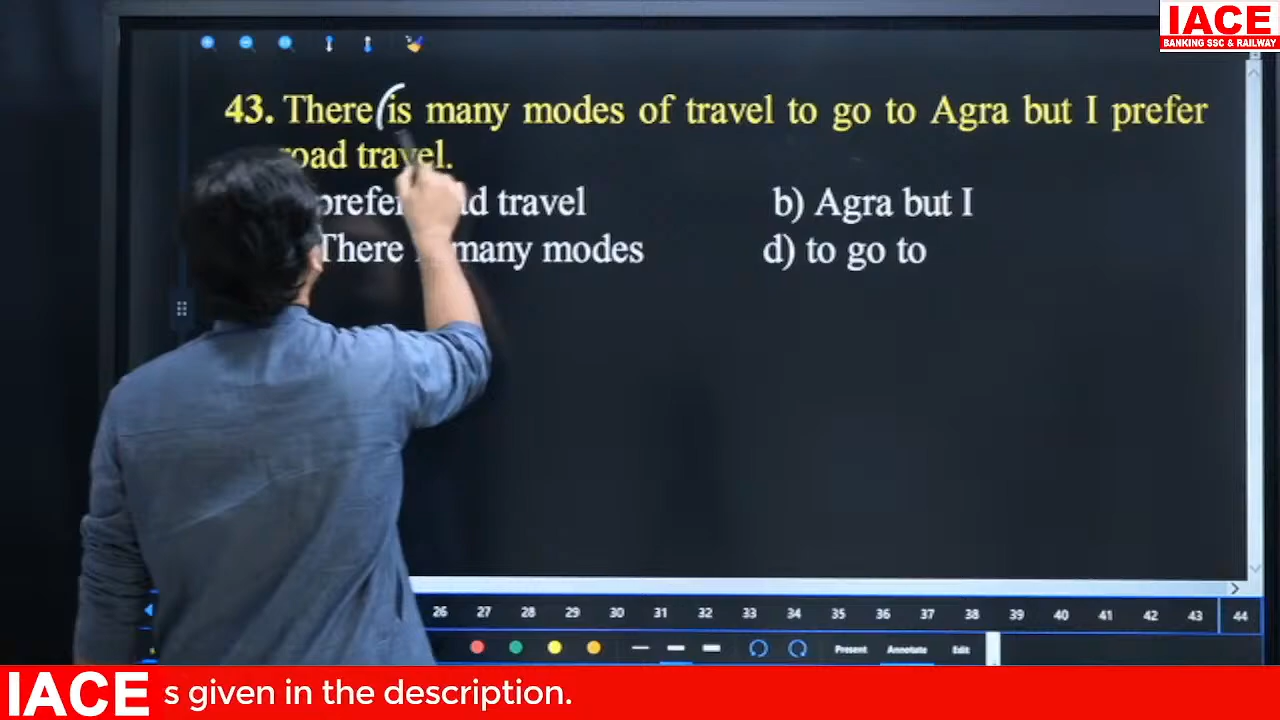 IACE
BANKING SSC & RAILWAY
43. There is many modes of travel to go to Agra but I prefer
road travel.
prefer travel
b) Agra but I
There many modes
d) to go to
26 27 28 29 30 31 32 33 34 35 36 37 38 39 40 41 42 43 44
Present Annotate Edit
IACE s given in the description.